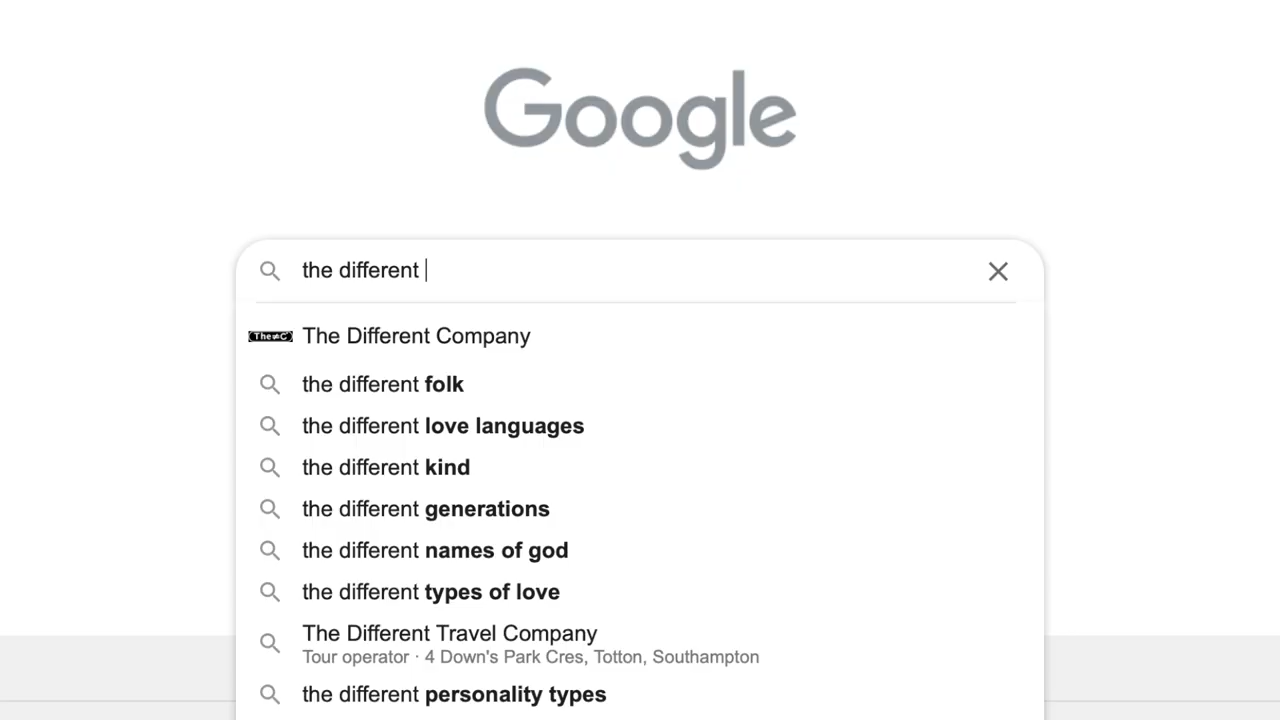 Google
the different
The≠C
The Different Company
the different folk
the different love languages
the different kind
the different generations
the different names of god
the different types of love
The Different Travel Company
Tour operator · 4 Down's Park Cres, Totton, Southampton
the different personality types